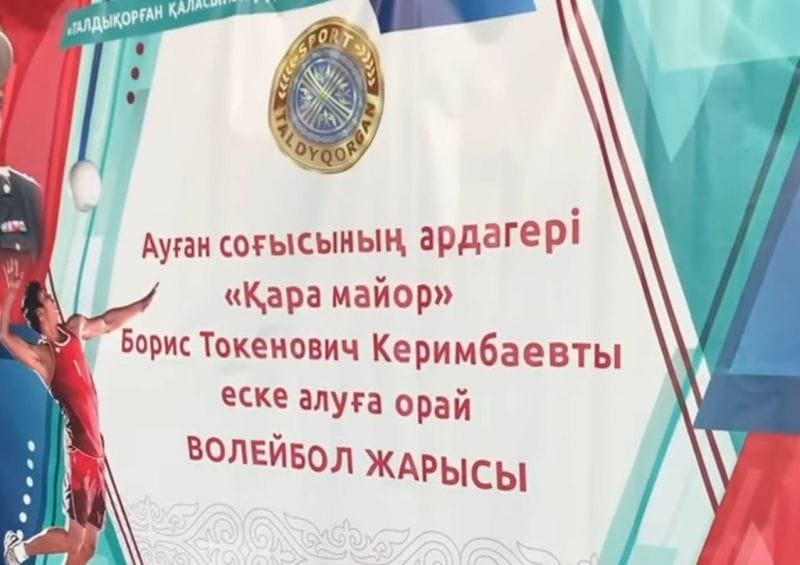 «ТАЛДЫҚОРҒАН ҚАЛАСЫНЫҢ
SPORT
TALDYQORGAN
Ауған соғысының ардагері
«Қара майор»
Борис Токенович Керимбаевты
еске алуға орай
ВОЛЕЙБОЛ ЖАРЫСЫ